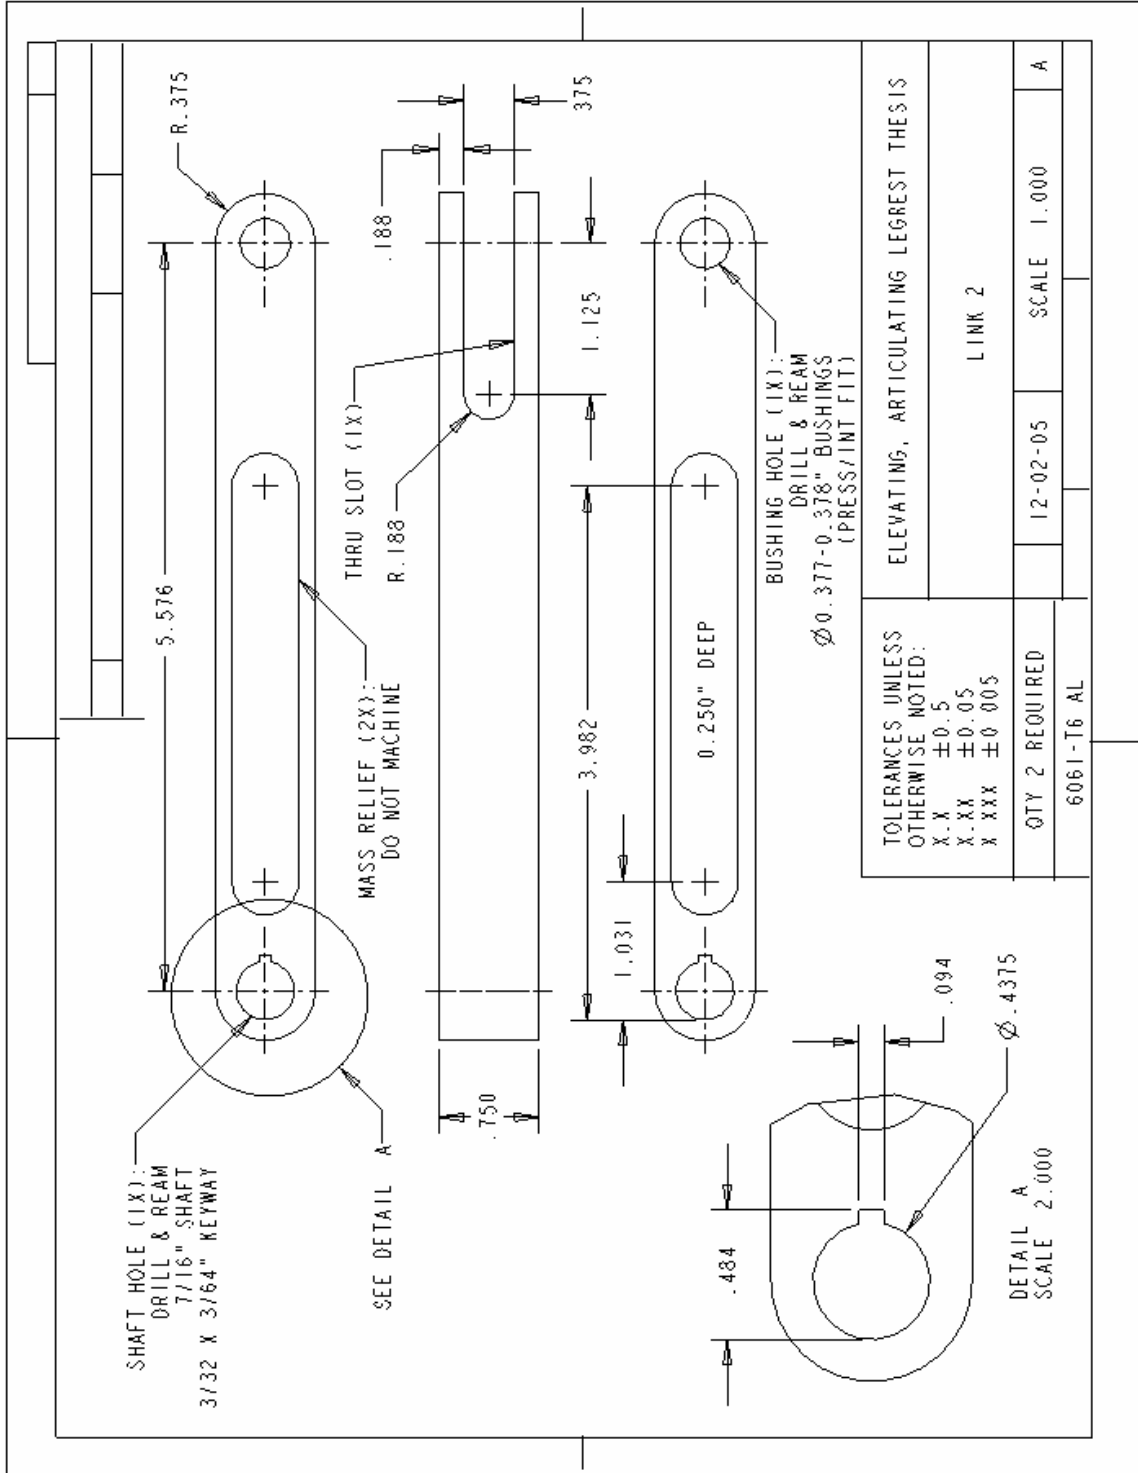 SHAFT HOLE (1X):
DRILL & REAM
7/16" SHAFT
3/32 X 3/64" KEYWAY
SEE DETAIL A
5.576
R.375
MASS RELIEF (2X):
DO NOT MACHINE
THRU SLOT (1X)
R.188
.188
375
.750
1.125
3.982
1.031
0.250" DEEP
BUSHING HOLE (1X):
DRILL & REAM
Ø0.377-0.378" BUSHINGS
(PRESS/INT FIT)
.484
.094
Ø.4375
DETAIL A
SCALE 2.000
TOLERANCES UNLESS
OTHERWISE NOTED:
X.X ±0.5
X.XX ±0.05
X XXX ±0 005
QTY 2 REQUIRED
6061-T6 AL
ELEVATING, ARTICULATING LEGREST THESIS
LINK 2
12-02-05
SCALE 1.000
A